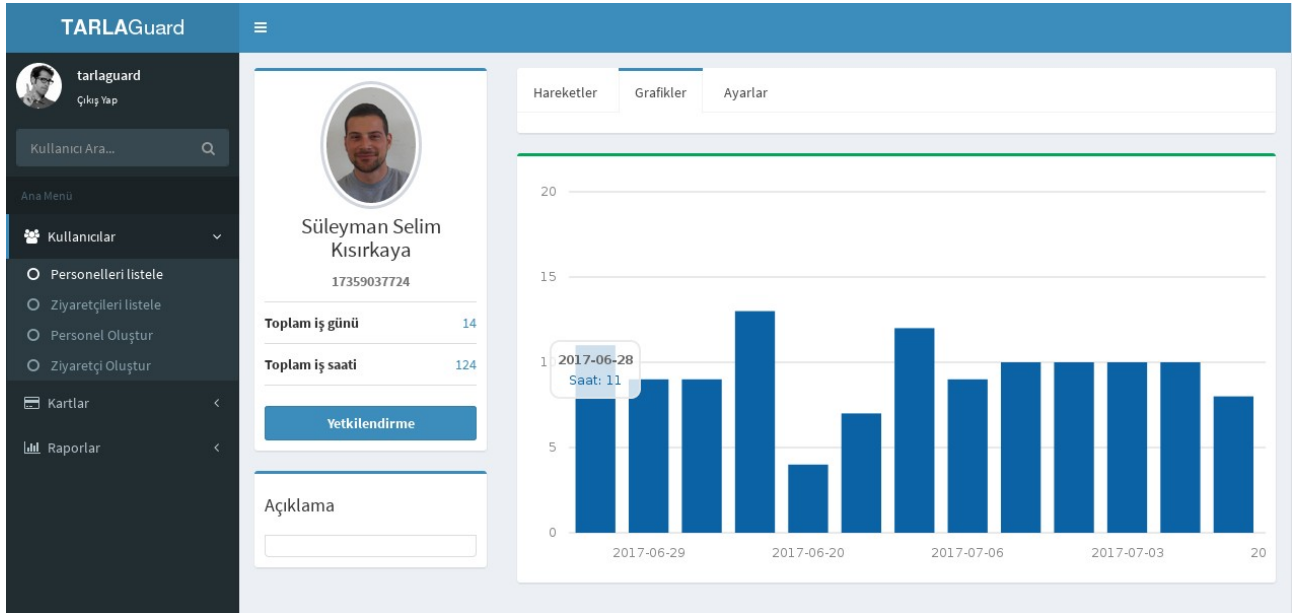 TARLAGuard
tarlaguard
Çıkış Yap
Kullanıcı Ara...
Ana Menü
Kullanıcılar
Personelleri listele
Ziyaretçileri listele
Personel Oluştur
Ziyaretçi Oluştur
Kartlar
Raporlar
Süleyman Selim
Kısırkaya
17359037724
Toplam iş günü 14
Toplam iş saati 124
Yetkilendirme
Açıklama
Hareketler Grafikler Ayarlar
20
15
1
2017-06-28
Saat: 11
5
0
2017-06-29 2017-06-20 2017-07-06 2017-07-03 20